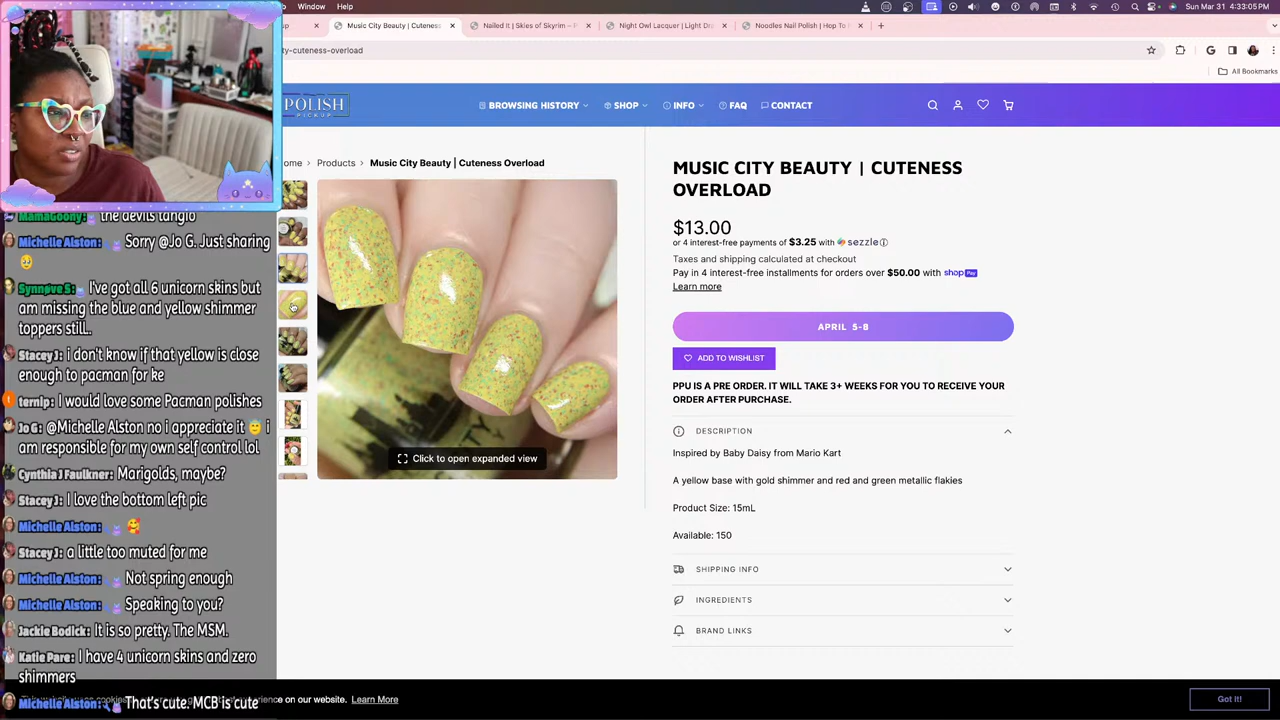 Window
Help
Sun Mar 31 4:33:05 PM
Music City Beauty | Cuteness
Nailed it | Skies of Skyrim – P
Night Owl Lacquer | Light Dre
Noodles Nail Polish | Hop To
ty-cuteness-overload
All Bookmarks
POLISH
PICKUP
BROWSING HISTORY
SHOP
INFO
FAQ
CONTACT
Products
Music City Beauty | Cuteness Overload
MUSIC CITY BEAUTY | CUTENESS
OVERLOAD
$13.00
or 4 interest-free payments of $3.25 with sezzle
Taxes and shipping calculated at checkout
Pay in 4 interest-free installments for orders over $50.00 with shop Pay
Learn more
APRIL 5-8
ADD TO WISHLIST
PPU IS A PRE ORDER. IT WILL TAKE 3+ WEEKS FOR YOU TO RECEIVE YOUR
ORDER AFTER PURCHASE.
DESCRIPTION
Inspired by Baby Daisy from Mario Kart
A yellow base with gold shimmer and red and green metallic flakies
Product Size: 15mL
Available: 150
SHIPPING INFO
INGREDIENTS
BRAND LINKS
Click to open expanded view
MamaGoony: the devils tanglo
Michelle Alston: Sorry @Jo G. Just sharing
Synnøve S: I've got all 6 unicorn skins but
am missing the blue and yellow shimmer
toppers still..
Stacey J: i don't know if that yellow is close
enough to pacman for ke
ternip: I would love some Pacman polishes
Jo G: @Michelle Alston no i appreciate it i
am responsible for my own self control lol
Cynthia J Faulkner: Marigolds, maybe?
Stacey J: I love the bottom left pic
Michelle Alston:
Stacey J: a little too muted for me
Michelle Alston: Not spring enough
Michelle Alston: Speaking to you?
Jackie Bodick: It is so pretty. The MSM.
Katie Pare: I have 4 unicorn skins and zero
shimmers
Michelle Alston: That's cute. MCB is cute
on our website. Learn More
Got It!